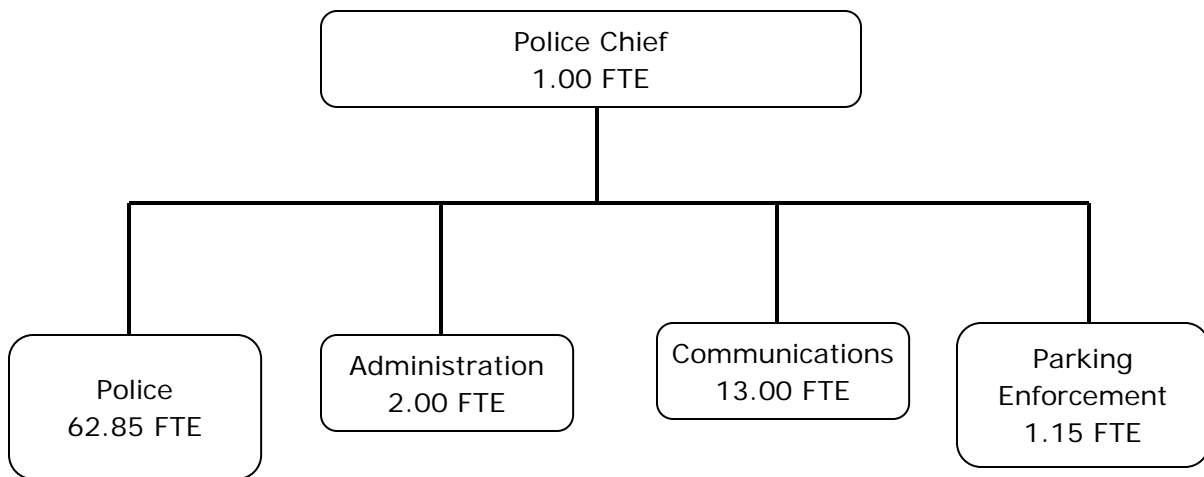 Police Chief
1.00 FTE
Police
62.85 FTE
Administration
2.00 FTE
Communications
13.00 FTE
Parking
Enforcement
1.15 FTE